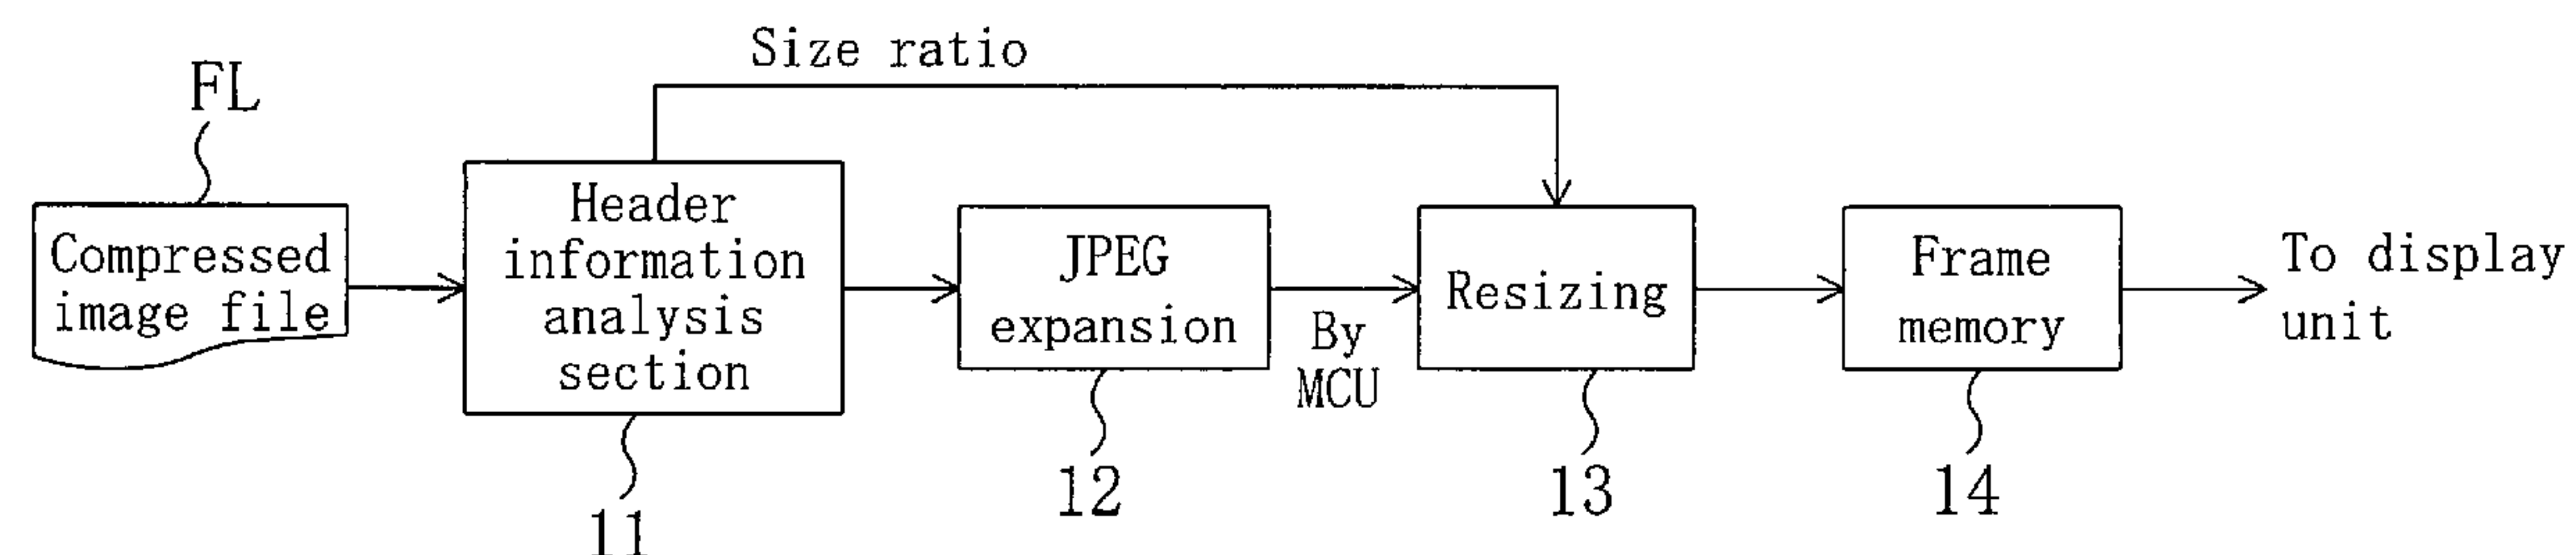 Size ratio
FL
Compressed
image file
Header
information
analysis
section
JPEG
expansion
By
MCU
Resizing
Frame
memory
To display
unit
11
12
13
14